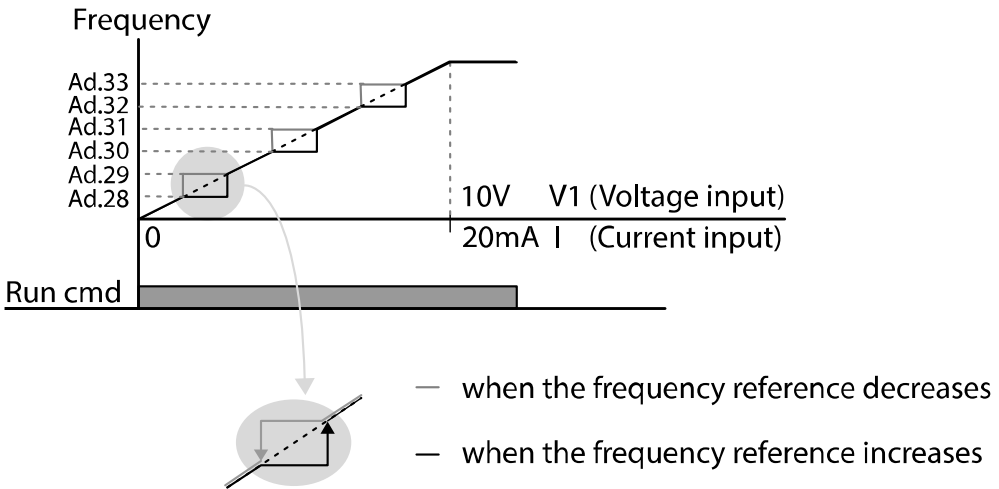 Frequency
Ad.33
Ad.32
Ad.31
Ad.30
Ad.29
Ad.28
10V V1 (Voltage input)
0 20mA I (Current input)
Run cmd
when the frequency reference decreases
when the frequency reference increases